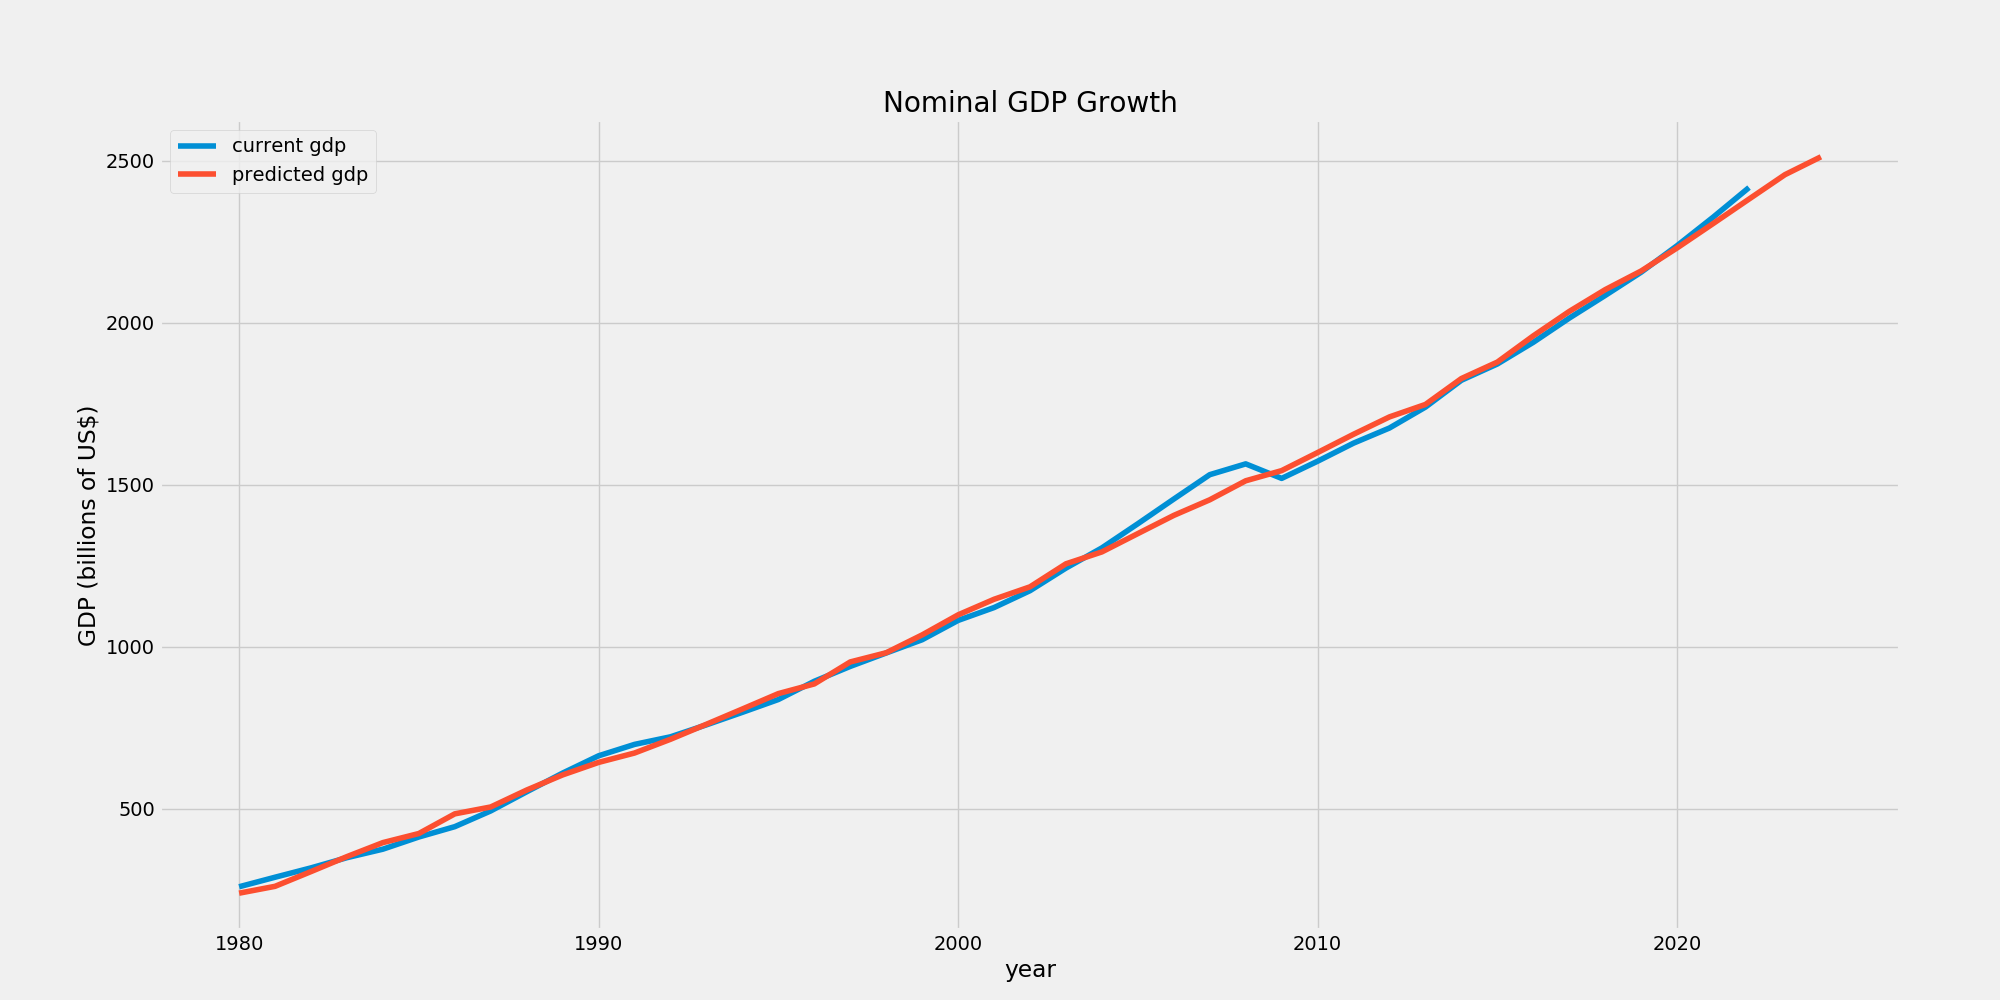 Nominal GDP Growth
current gdp
predicted gdp
2500
2000
1500
1000
500
GDP (billions of US$)
1980
1990
2000
2010
2020
year